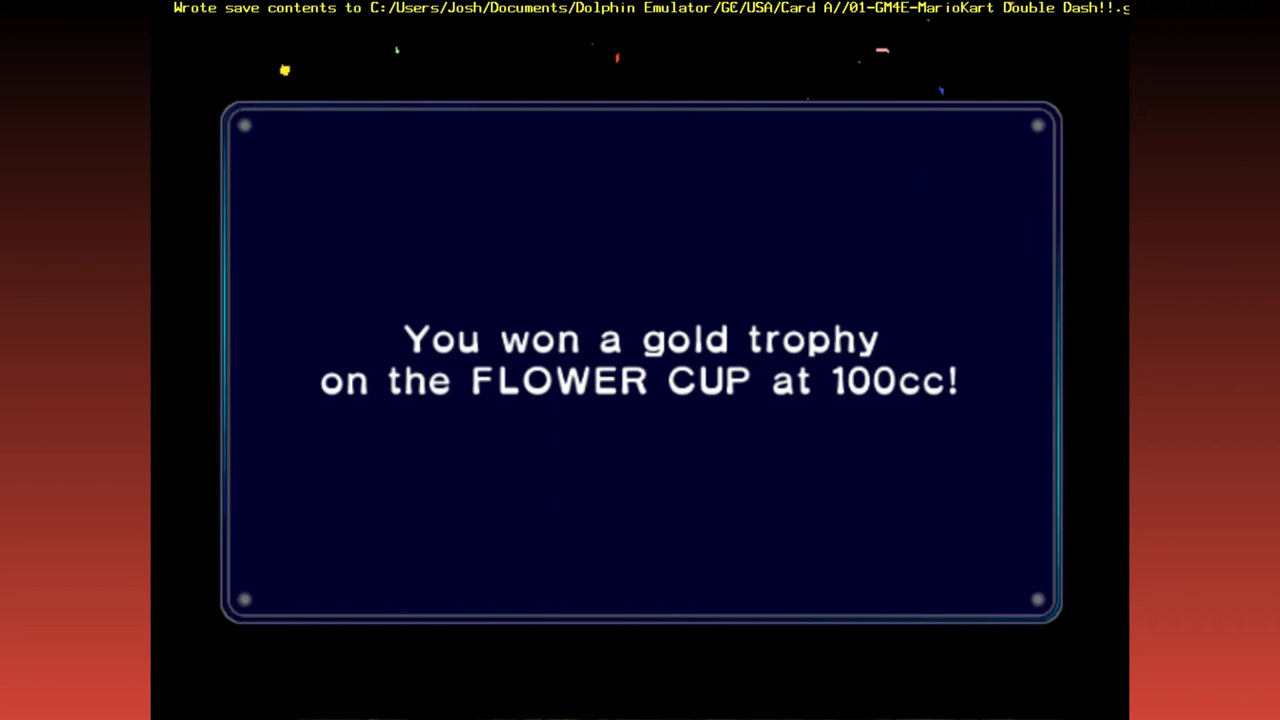 Wrote save contents to C:/Users/Josh/Documents/Dolphin Emulator/GC/USA/Card A//01-GM4E-MarioKart Double Dash!!.g
You won a gold trophy
on the FLOWER CUP at 100cc!